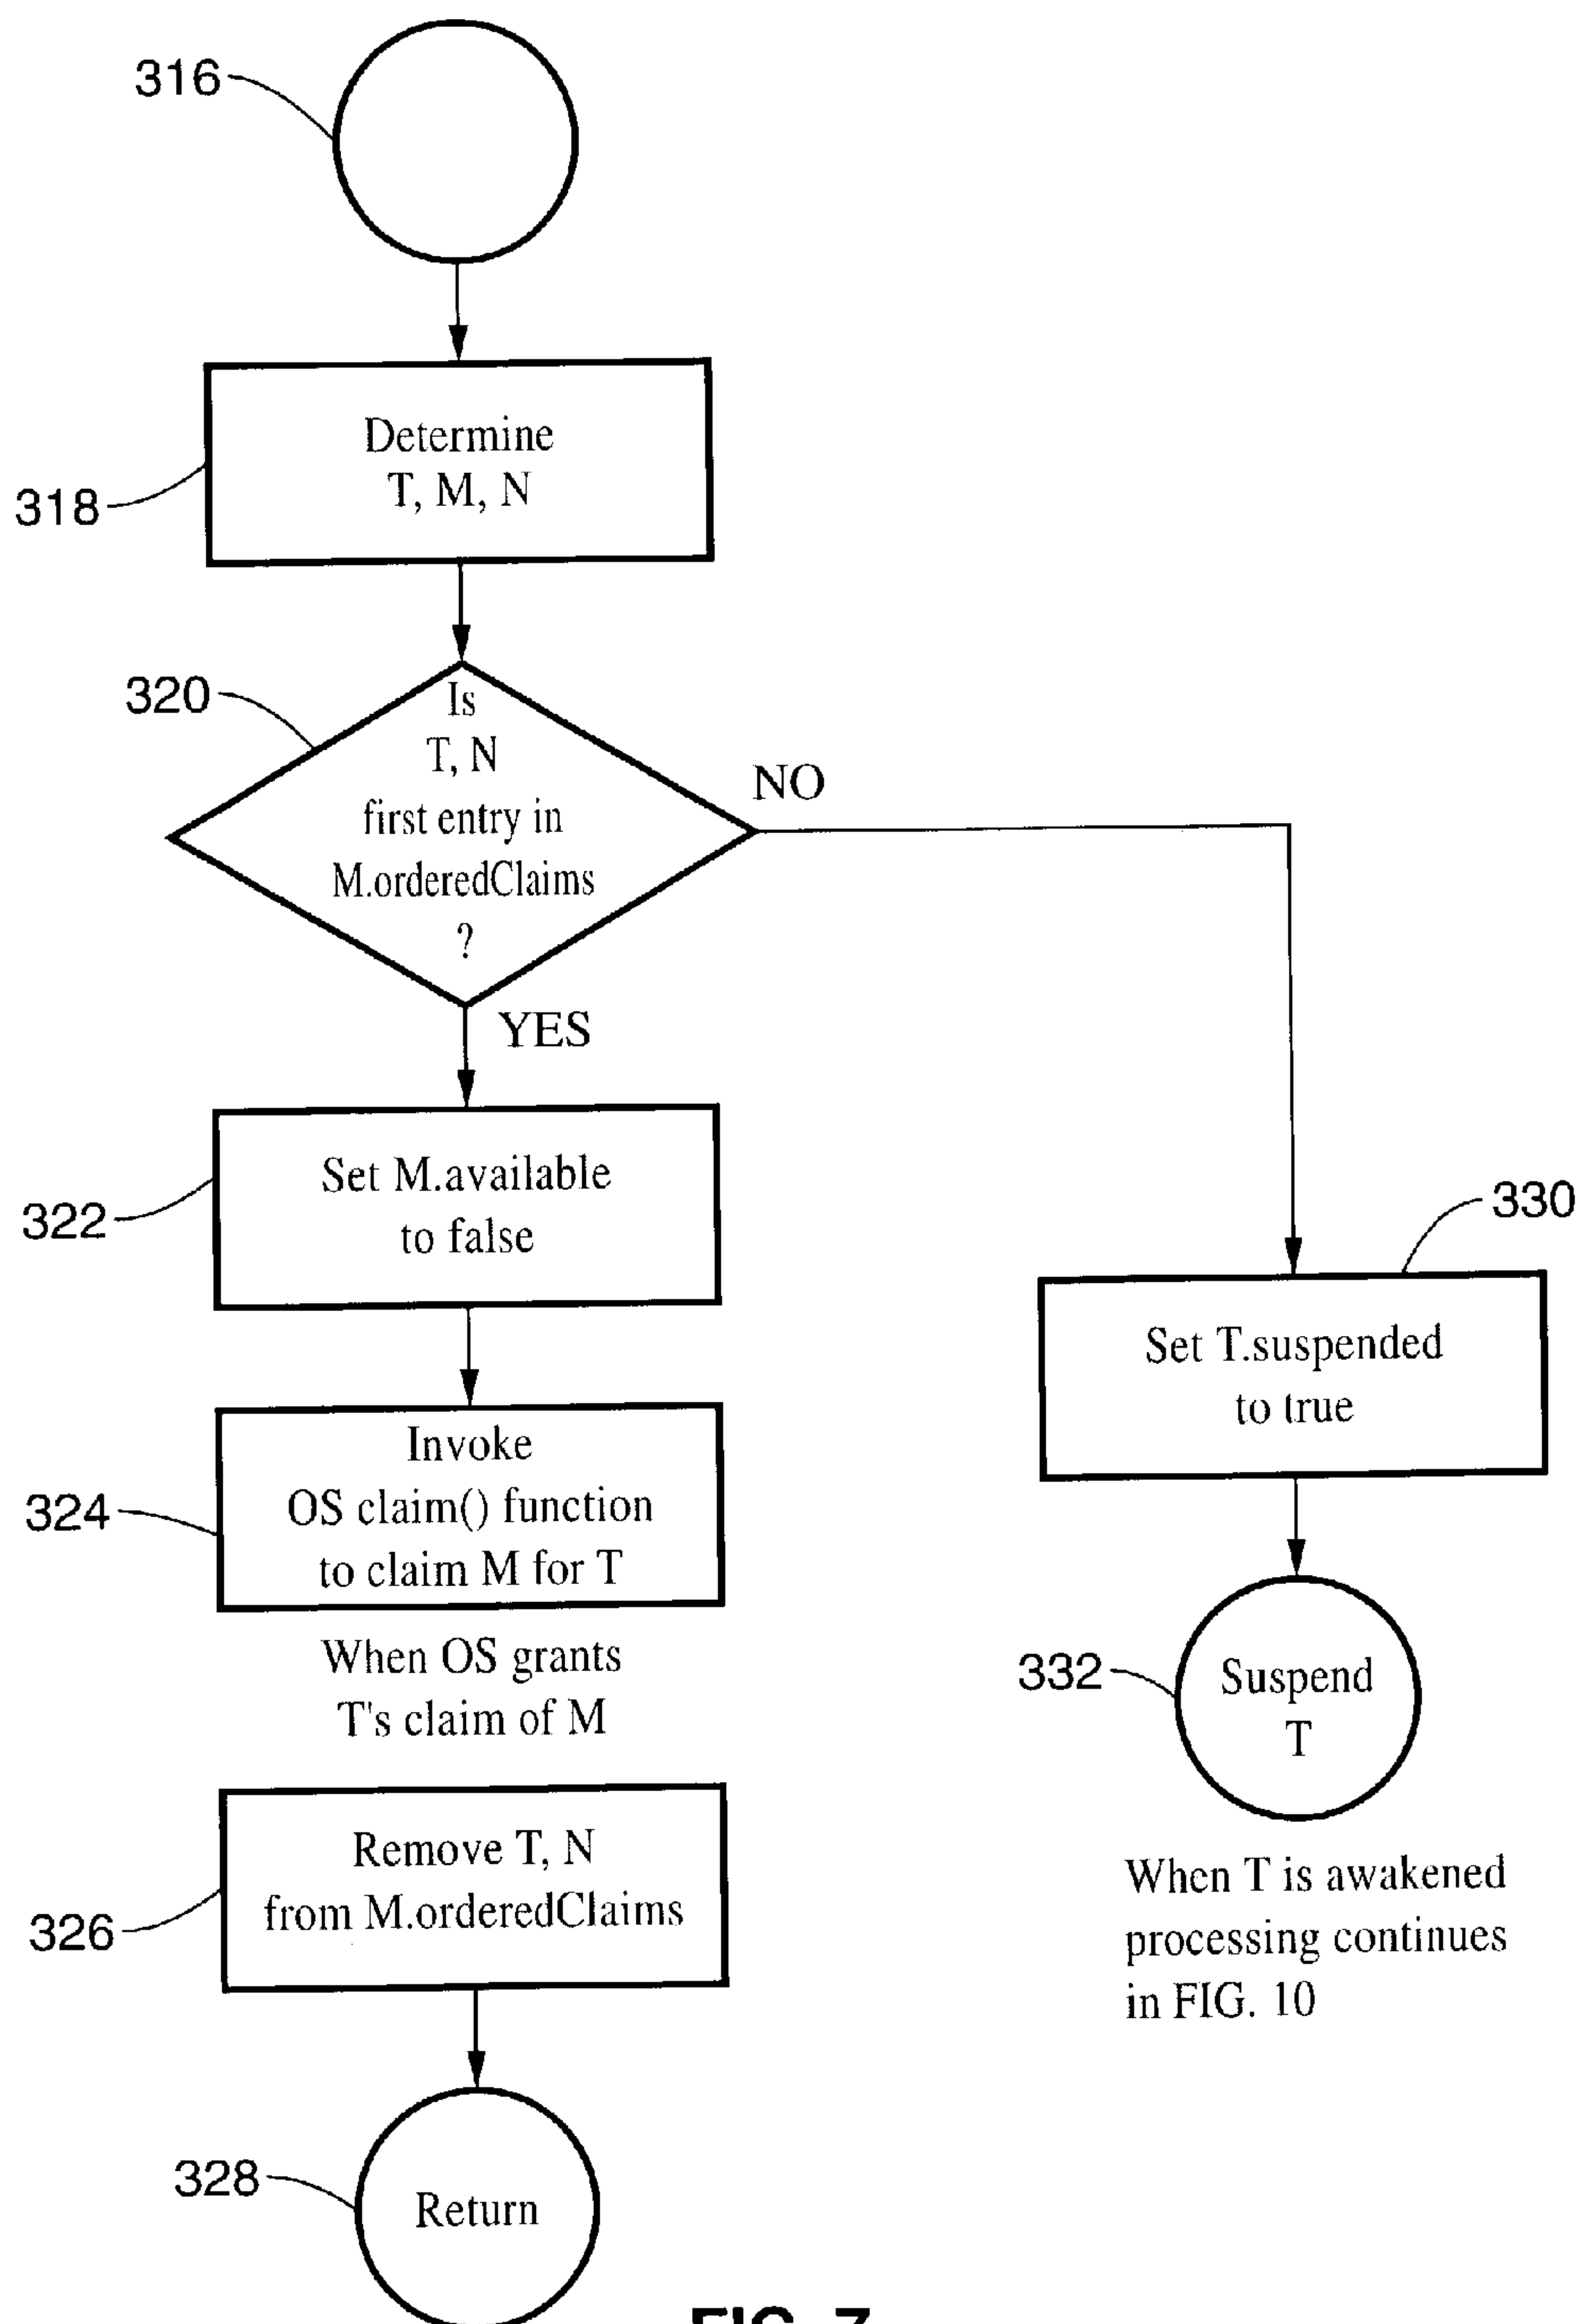 316
Determine
T, M, N
318
320
Is
T, N
first entry in
M.orderedClaims
?
NO
YES
Set M.available
to false
322
330
Set T.suspended
to true
Invoke
OS claim() function
to claim M for T
324
When OS grants
T's claim of M
332
Suspend
T
Remove T, N
from M.orderedClaims
326
When T is awakened
processing continues
in FIG. 10
328
Return